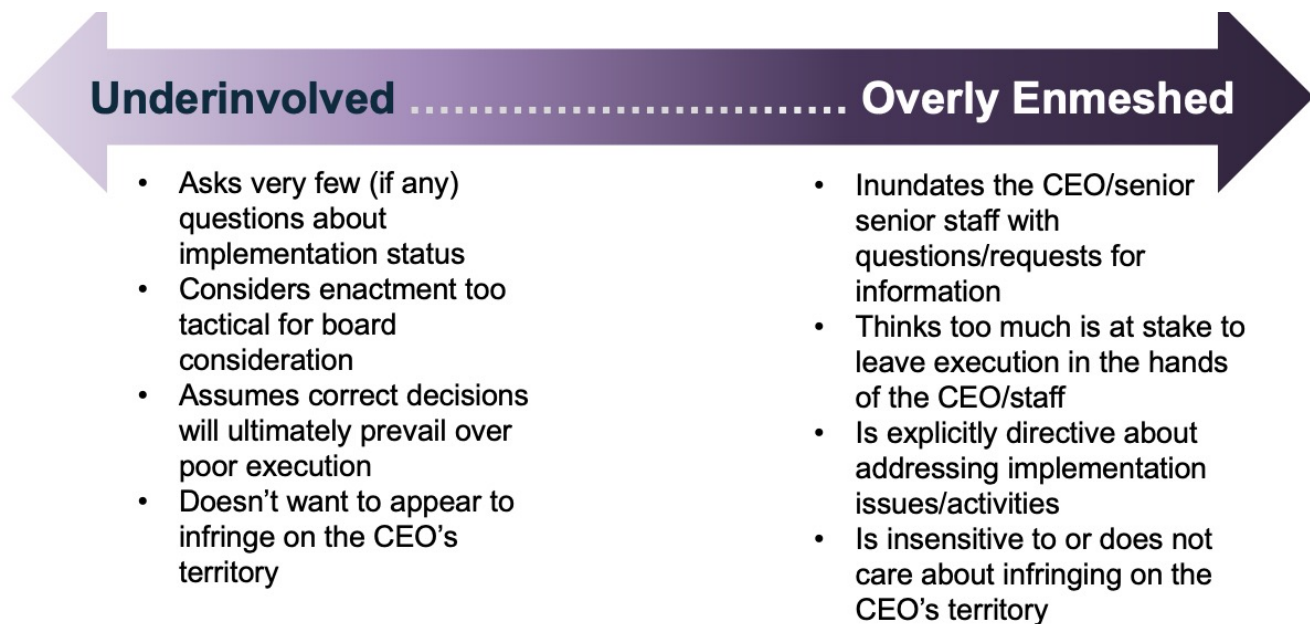 Underinvolved ............................ Overly Enmeshed
• Asks very few (if any)
questions about
implementation status
• Considers enactment too
tactical for board
consideration
• Assumes correct decisions
will ultimately prevail over
poor execution
• Doesn’t want to appear to
infringe on the CEO’s
territory
• Inundates the CEO/senior
senior staff with
questions/requests for
information
• Thinks too much is at stake to
leave execution in the hands
of the CEO/staff
• Is explicitly directive about
addressing implementation
issues/activities
• Is insensitive to or does not
care about infringing on the
CEO’s territory